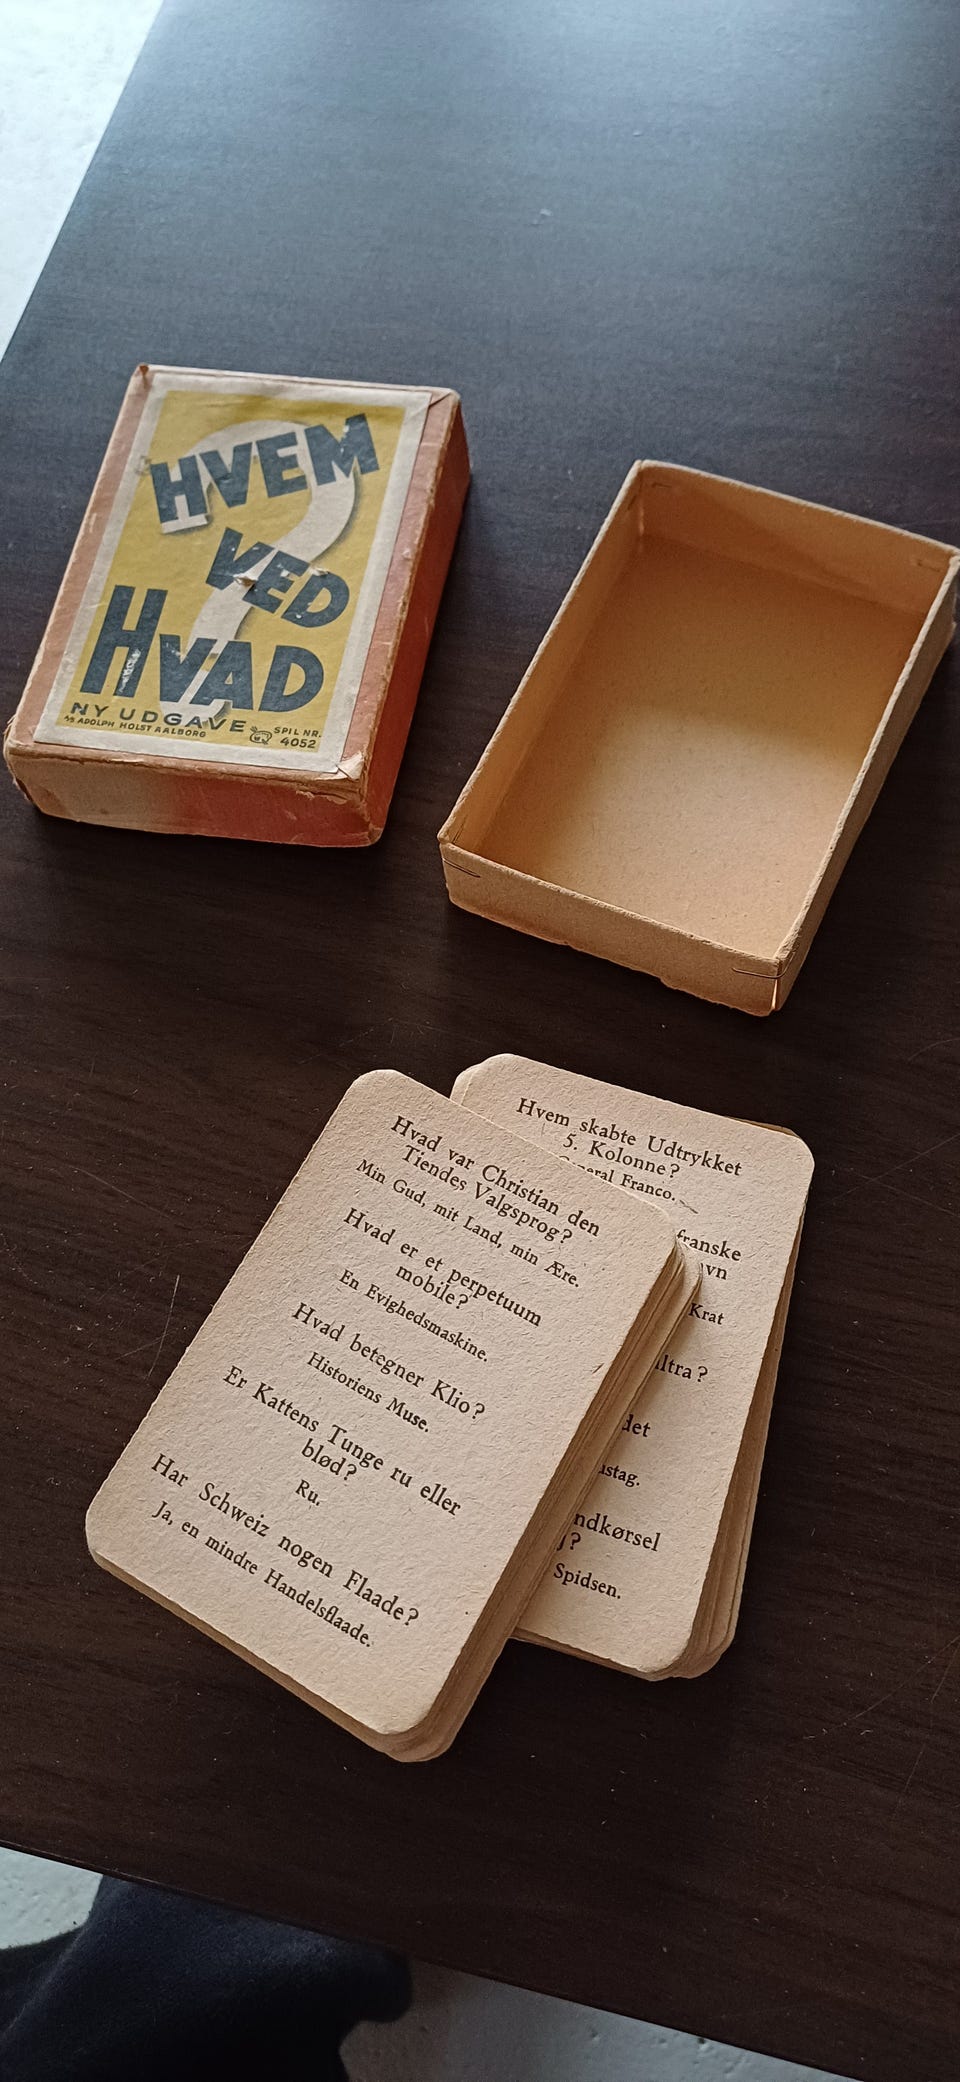 HVEM
VED
HVAD
NY UDGAVE
A/S ADOLPH HOLST AALBORG
SPIL NR.
4052
Hvad var Christian den
Tiendes Valgsprog?
Min Gud, mit Land, min Ære.
Hvad er et perpetuum
mobile?
En Evighedsmaskine.
Hvad betegner Klio?
Historiens Muse.
Er Kattens Tunge ru eller
blød?
Ru.
Har Schweiz nogen Flaade?
Ja, en mindre Handelsflaade.
Hvem skabte Udtrykket
5. Kolonne?
General Franco.
franske
Krat
det
Spidsen.